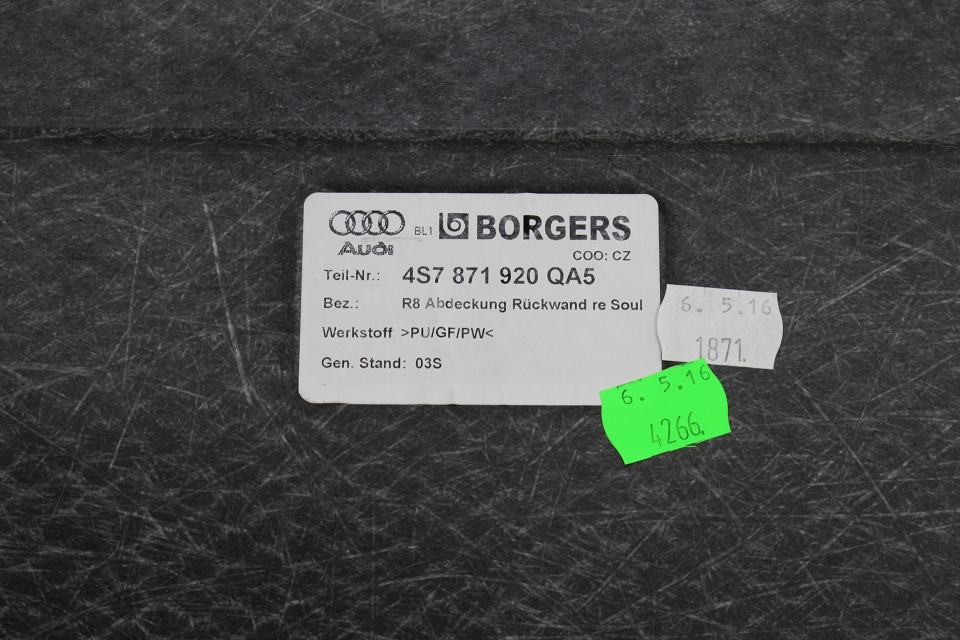 Audi BL1 BORGERS
COO: CZ
Teil-Nr.: 4S7 871 920 QA5
Bez.: R8 Abdeckung Rückwand re Soul
Werkstoff >PU/GF/PW<
Gen. Stand: 03S
6. 5.16
1871.
6. 5.16
4266.